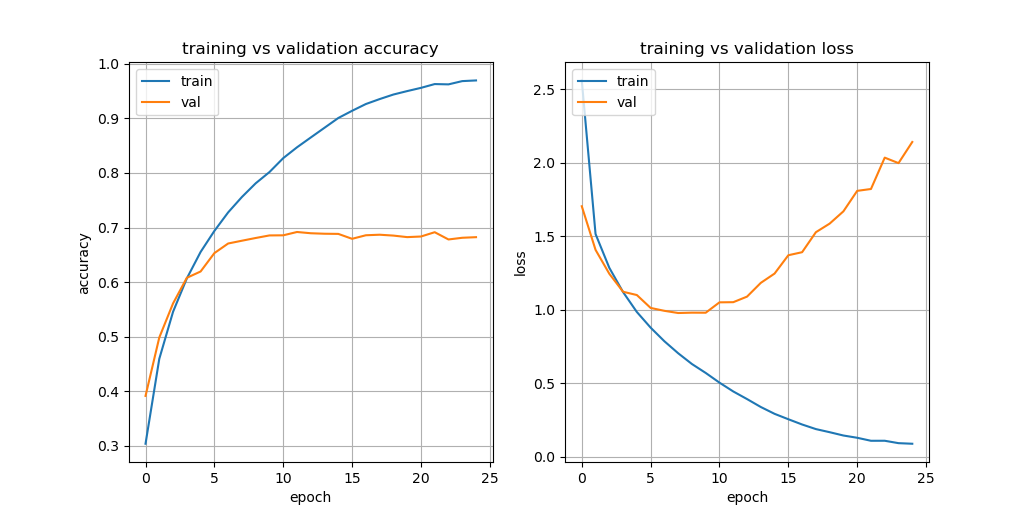 training vs validation accuracy
train
val
1.0
0.9
0.8
0.7
0.6
0.5
0.4
0.3
accuracy
0 5 10 15 20 25
epoch
training vs validation loss
train
val
2.5
2.0
1.5
1.0
0.5
0.0
loss
0 5 10 15 20 25
epoch